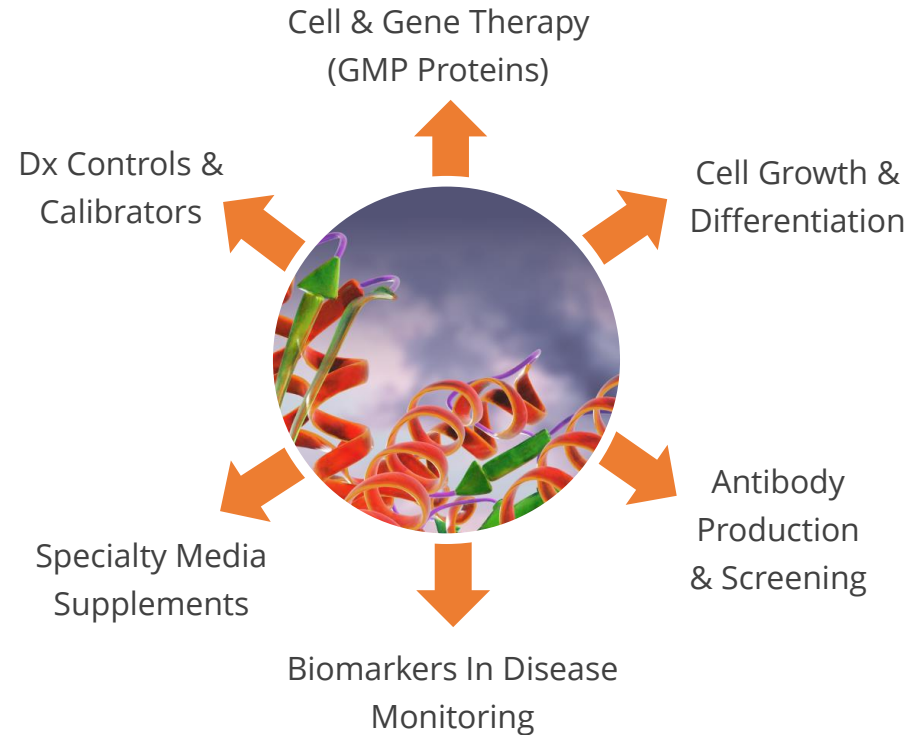 Cell & Gene Therapy
(GMP Proteins)
Dx Controls &
Calibrators
Cell Growth &
Differentiation
Specialty Media
Supplements
Antibody
Production
& Screening
Biomarkers In Disease
Monitoring